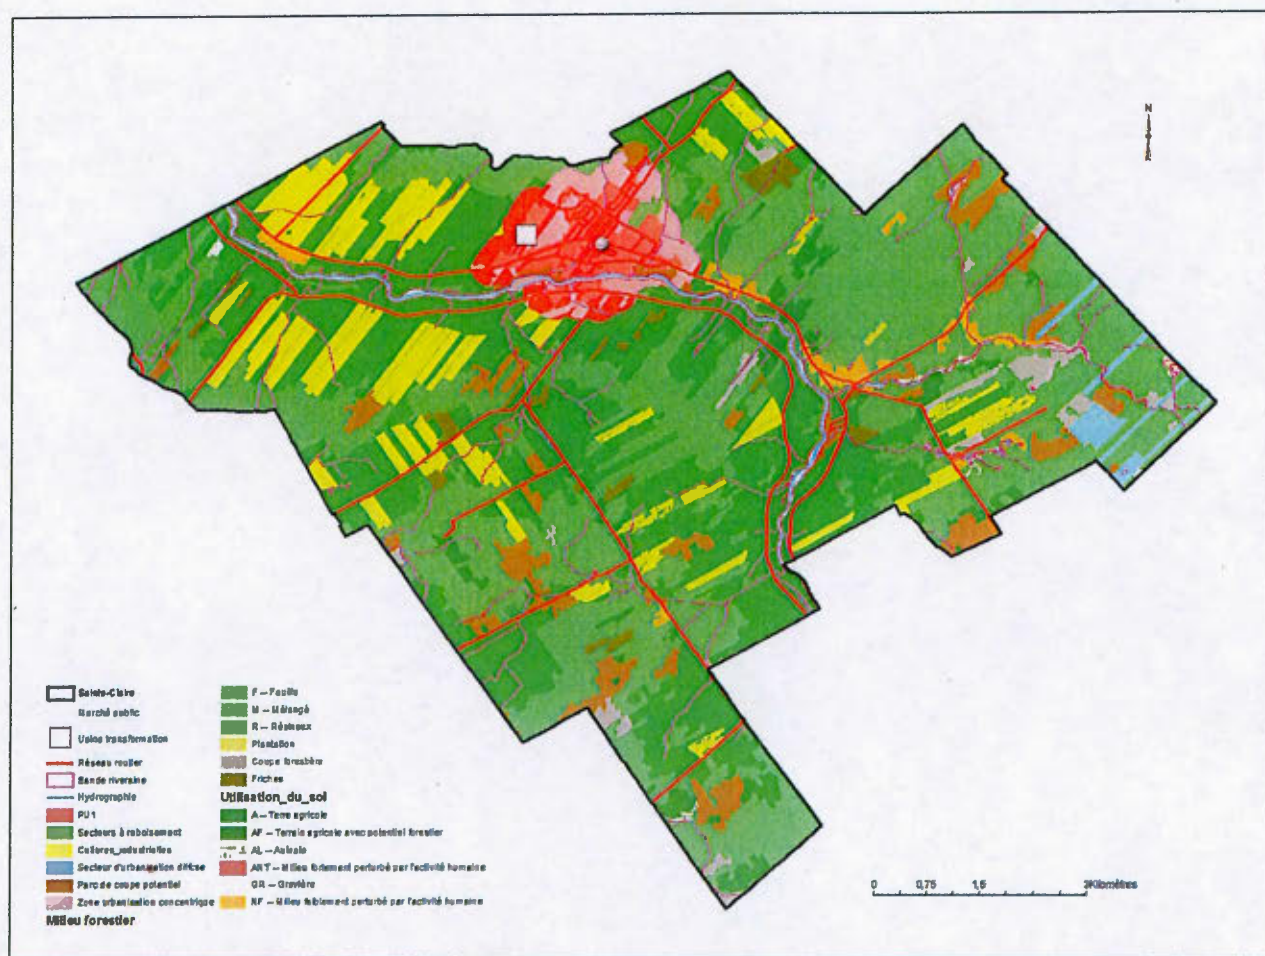 N
Sainte-Claire
Marché public
Usine transformation
Réseau routier
Bande riveraine
Hydrographie
PU1
Secteurs à reboisement
Cultures_industrielles
Secteur d'urbanisation diffuse
Parc de coupe potentiel
Zone urbanisation concentrique
Milieu forestier
F -- Feuillu
M -- Mélangé
R -- Résineux
Plantation
Coupe forestière
Friches
Utilisation_du_sol
A -- Terre agricole
AF -- Terrain agricole avec potentiel forestier
AL -- Aulnaie
ANT -- Milieu fortement perturbé par l'activité humaine
GR -- Gravière
NF -- Milieu faiblement perturbé par l'activité humaine
0 0,75 1,5 3 Kilomètres